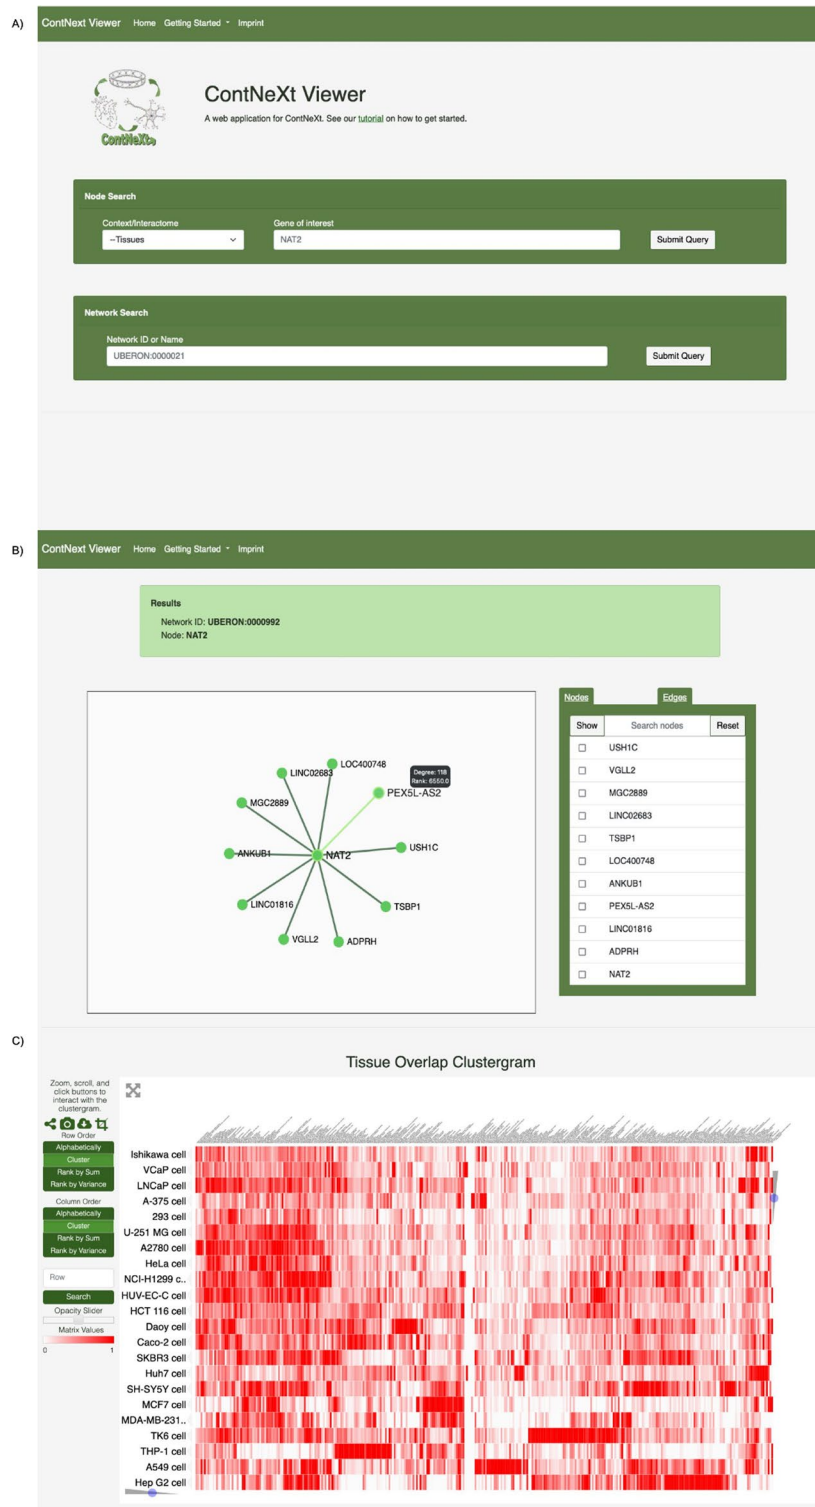 A)
ContNext Viewer Home Getting Started Imprint
ContNeXt Viewer
A web application for ContNeXt. See our tutorial on how to get started.
ContNeXt
Node Search
Context/Interactome Gene of interest
--Tissues NAT2 Submit Query
Network Search
Network ID or Name
UBERON:0000021 Submit Query
B)
ContNext Viewer Home Getting Started Imprint
Results
Network ID: UBERON:0000992
Node: NAT2
LOC400748
LINC02683
Degree: 118
Rank: 6550.0
PEX5L-AS2
MGC2889
USH1C
ANKUB1
NAT2
LINC01816
TSBP1
VGLL2
ADPRH
Nodes Edges
Show Search nodes Reset
USH1C
VGLL2
MGC2889
LINC02683
TSBP1
LOC400748
ANKUB1
PEX5L-AS2
LINC01816
ADPRH
NAT2
C)
Tissue Overlap Clustergram
Zoom, scroll, and
click buttons to
interact with the
clustergram.
Row Order
Alphabetically
Cluster
Rank by Sum
Rank by Variance
Column Order
Alphabetically
Cluster
Rank by Sum
Rank by Variance
Row
Search
Opacity Slider
Matrix Values
0 1
Ishikawa cell
VCaP cell
LNCaP cell
A-375 cell
293 cell
U-251 MG cell
A2780 cell
HeLa cell
NCI-H1299 c..
HUV-EC-C cell
HCT 116 cell
Daoy cell
Caco-2 cell
SKBR3 cell
Huh7 cell
SH-SY5Y cell
MCF7 cell
MDA-MB-231..
TK6 cell
THP-1 cell
A549 cell
Hep G2 cell